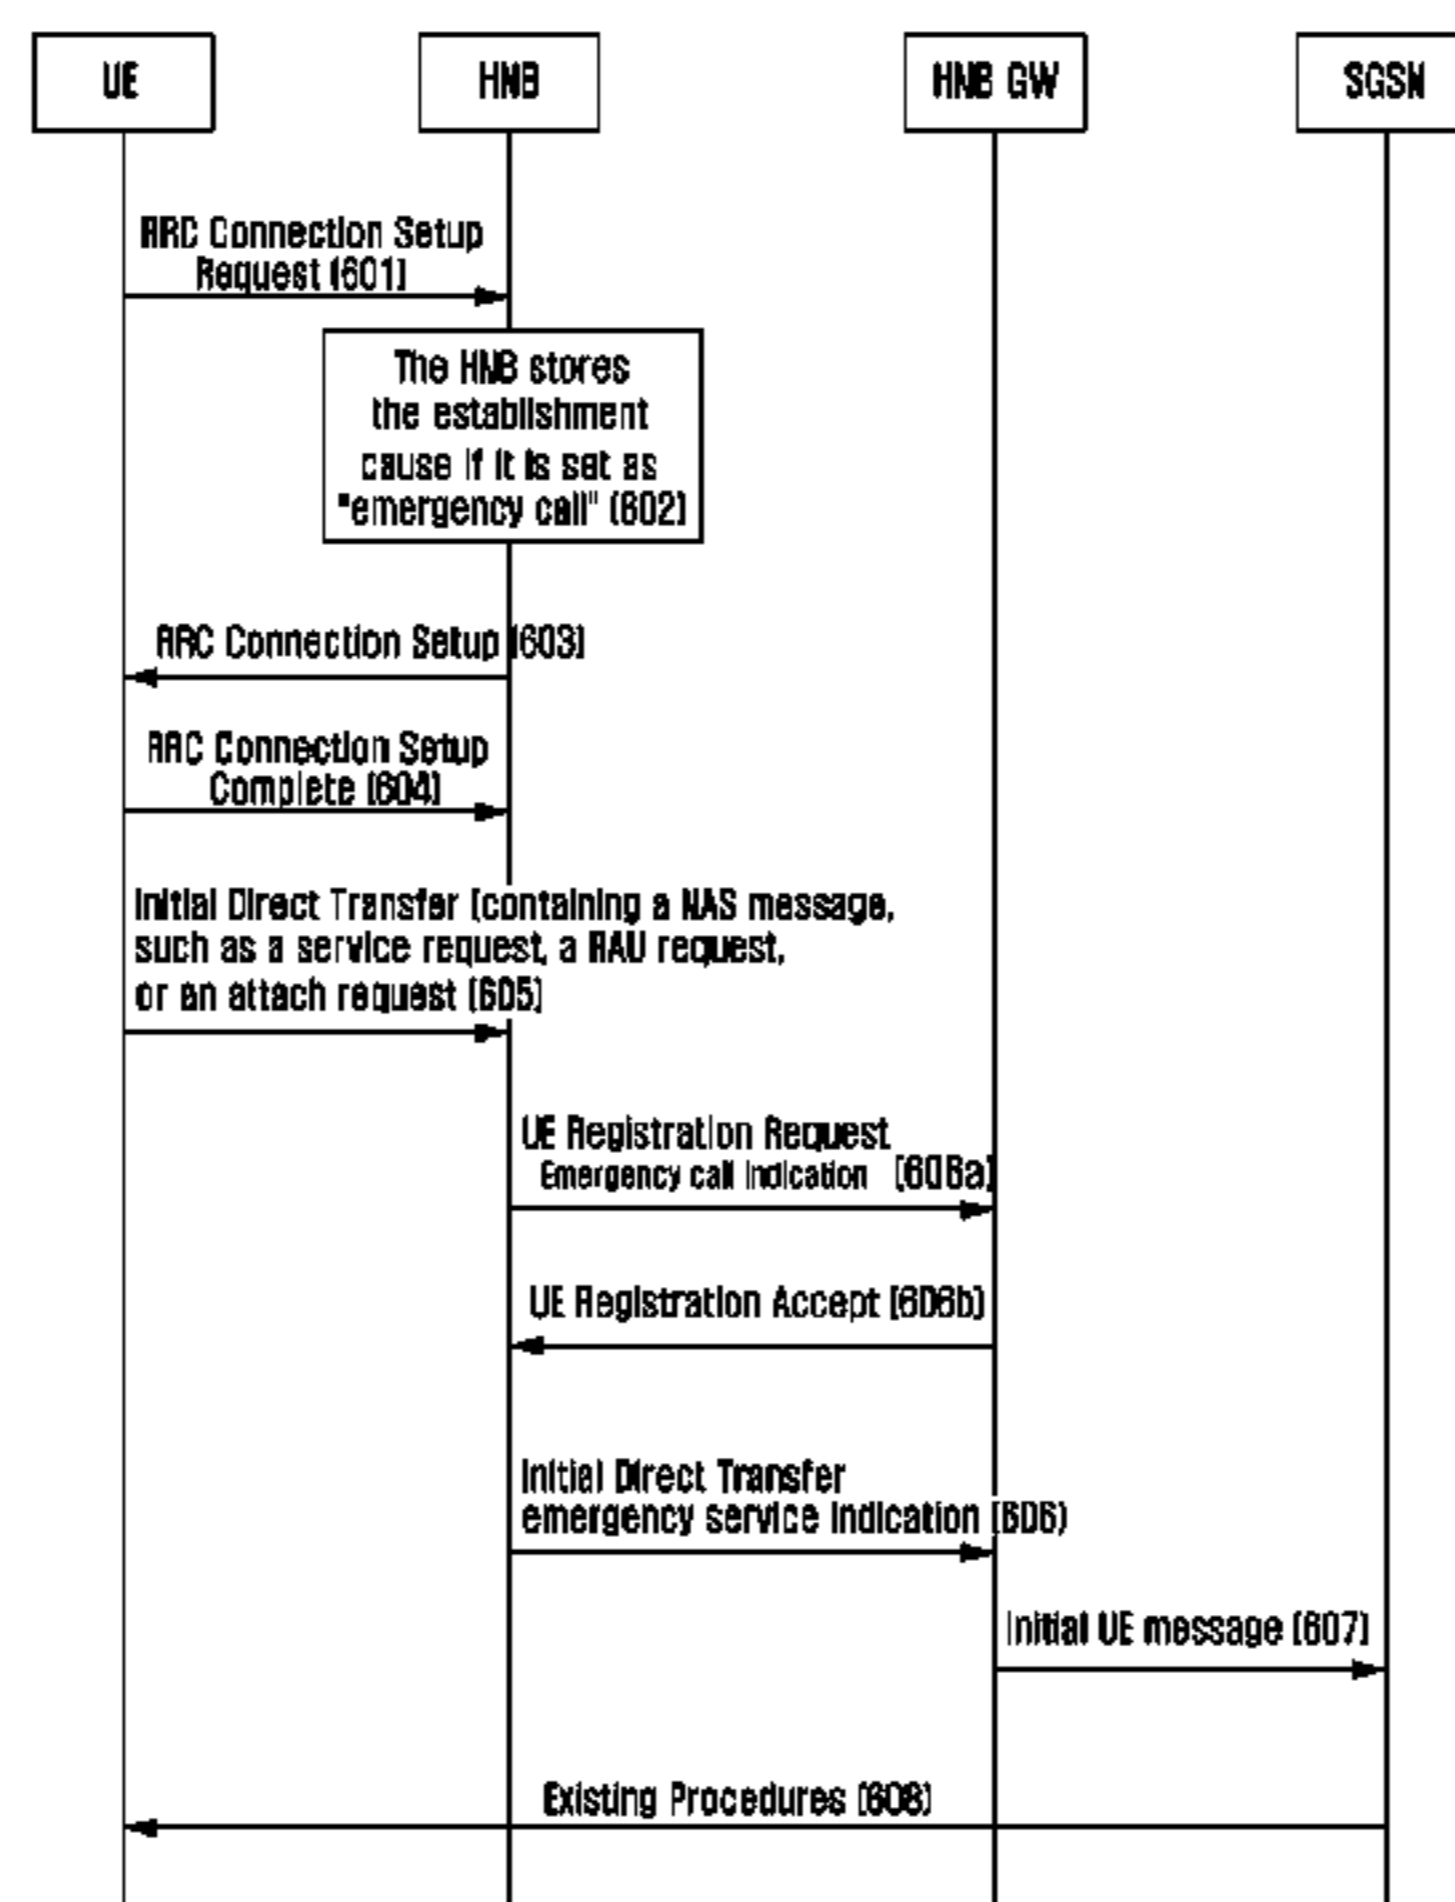 UE
HNB
HNB GW
SGSN
RRC Connection Setup
Request (601)
The HNB stores
the establishment
cause if it is set as
"emergency call" (602)
RRC Connection Setup (603)
RRC Connection Setup
Complete (604)
Initial Direct Transfer (containing a NAS message,
such as a service request, a RAU request,
or an attach request (605)
UE Registration Request
Emergency call indication (606a)
UE Registration Accept (606b)
Initial Direct Transfer
emergency service indication (606)
Initial UE message (607)
Existing Procedures (608)